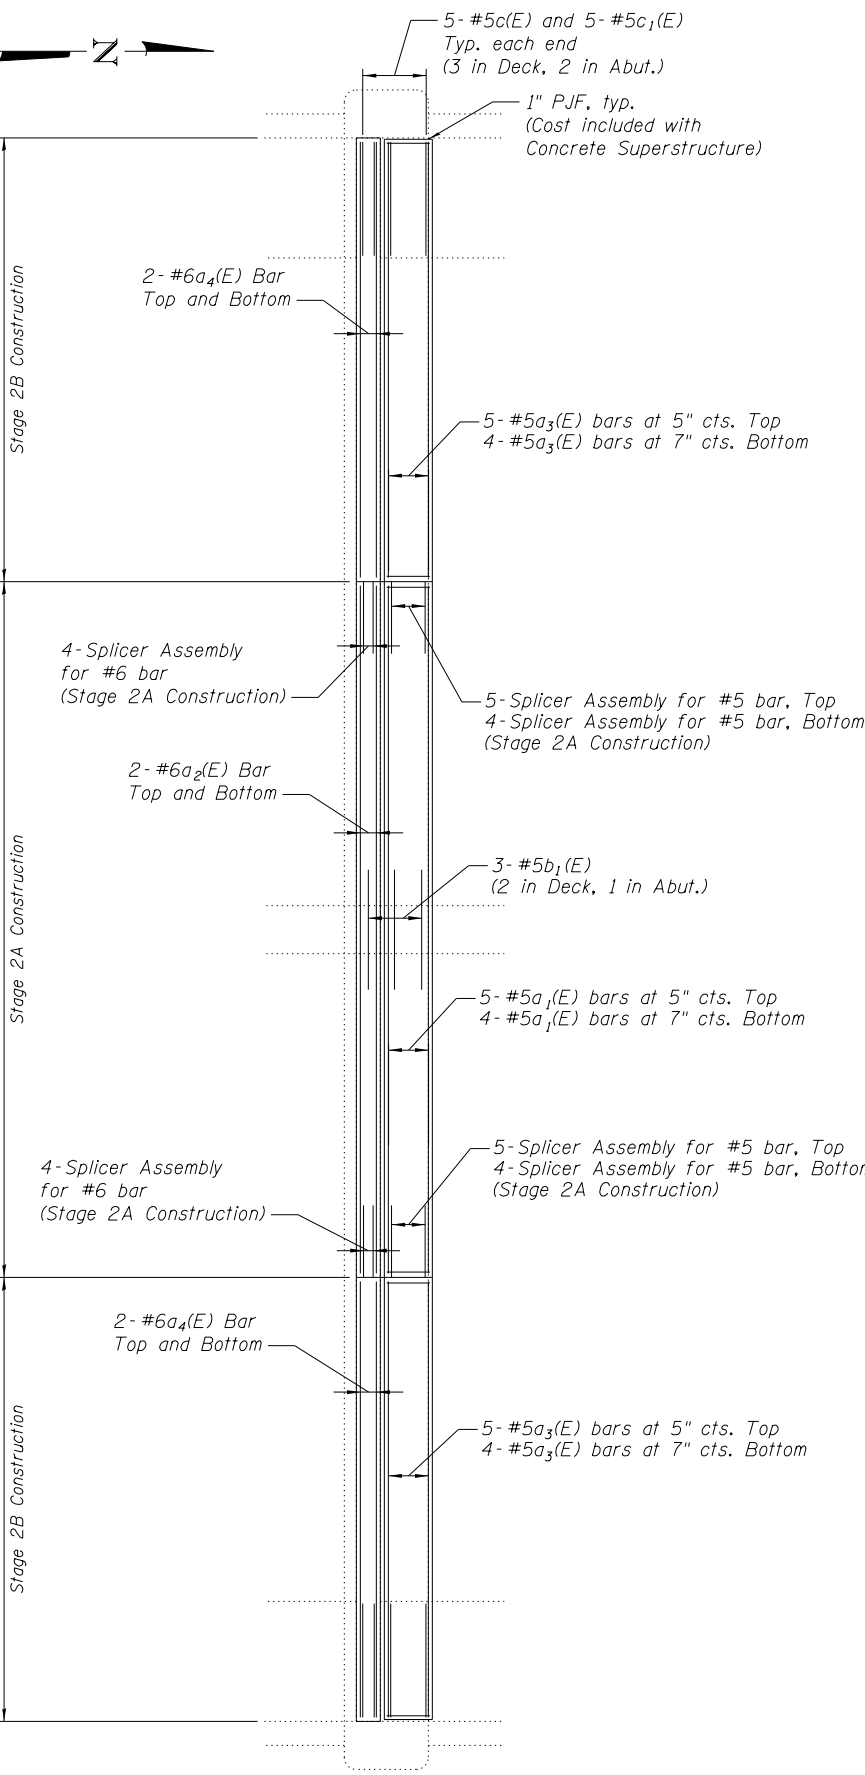 5-#5c(E) and 5-#5c₁(E)
Typ. each end
(3 in Deck, 2 in Abut.)
N
1" PJF, typ.
(Cost included with
Concrete Superstructure)
Stage 2B Construction
2-#6a₄(E) Bar
Top and Bottom
5-#5a₃(E) bars at 5" cts. Top
4-#5a₃(E) bars at 7" cts. Bottom
4-Splicer Assembly
for #6 bar
(Stage 2A Construction)
5-Splicer Assembly for #5 bar, Top
4-Splicer Assembly for #5 bar, Bottom
(Stage 2A Construction)
2-#6a₂(E) Bar
Top and Bottom
Stage 2A Construction
3-#5b₁(E)
(2 in Deck, 1 in Abut.)
5-#5a₁(E) bars at 5" cts. Top
4-#5a₁(E) bars at 7" cts. Bottom
4-Splicer Assembly
for #6 bar
(Stage 2A Construction)
5-Splicer Assembly for #5 bar, Top
4-Splicer Assembly for #5 bar, Bottom
(Stage 2A Construction)
2-#6a₄(E) Bar
Top and Bottom
Stage 2B Construction
5-#5a₃(E) bars at 5" cts. Top
4-#5a₃(E) bars at 7" cts. Bottom